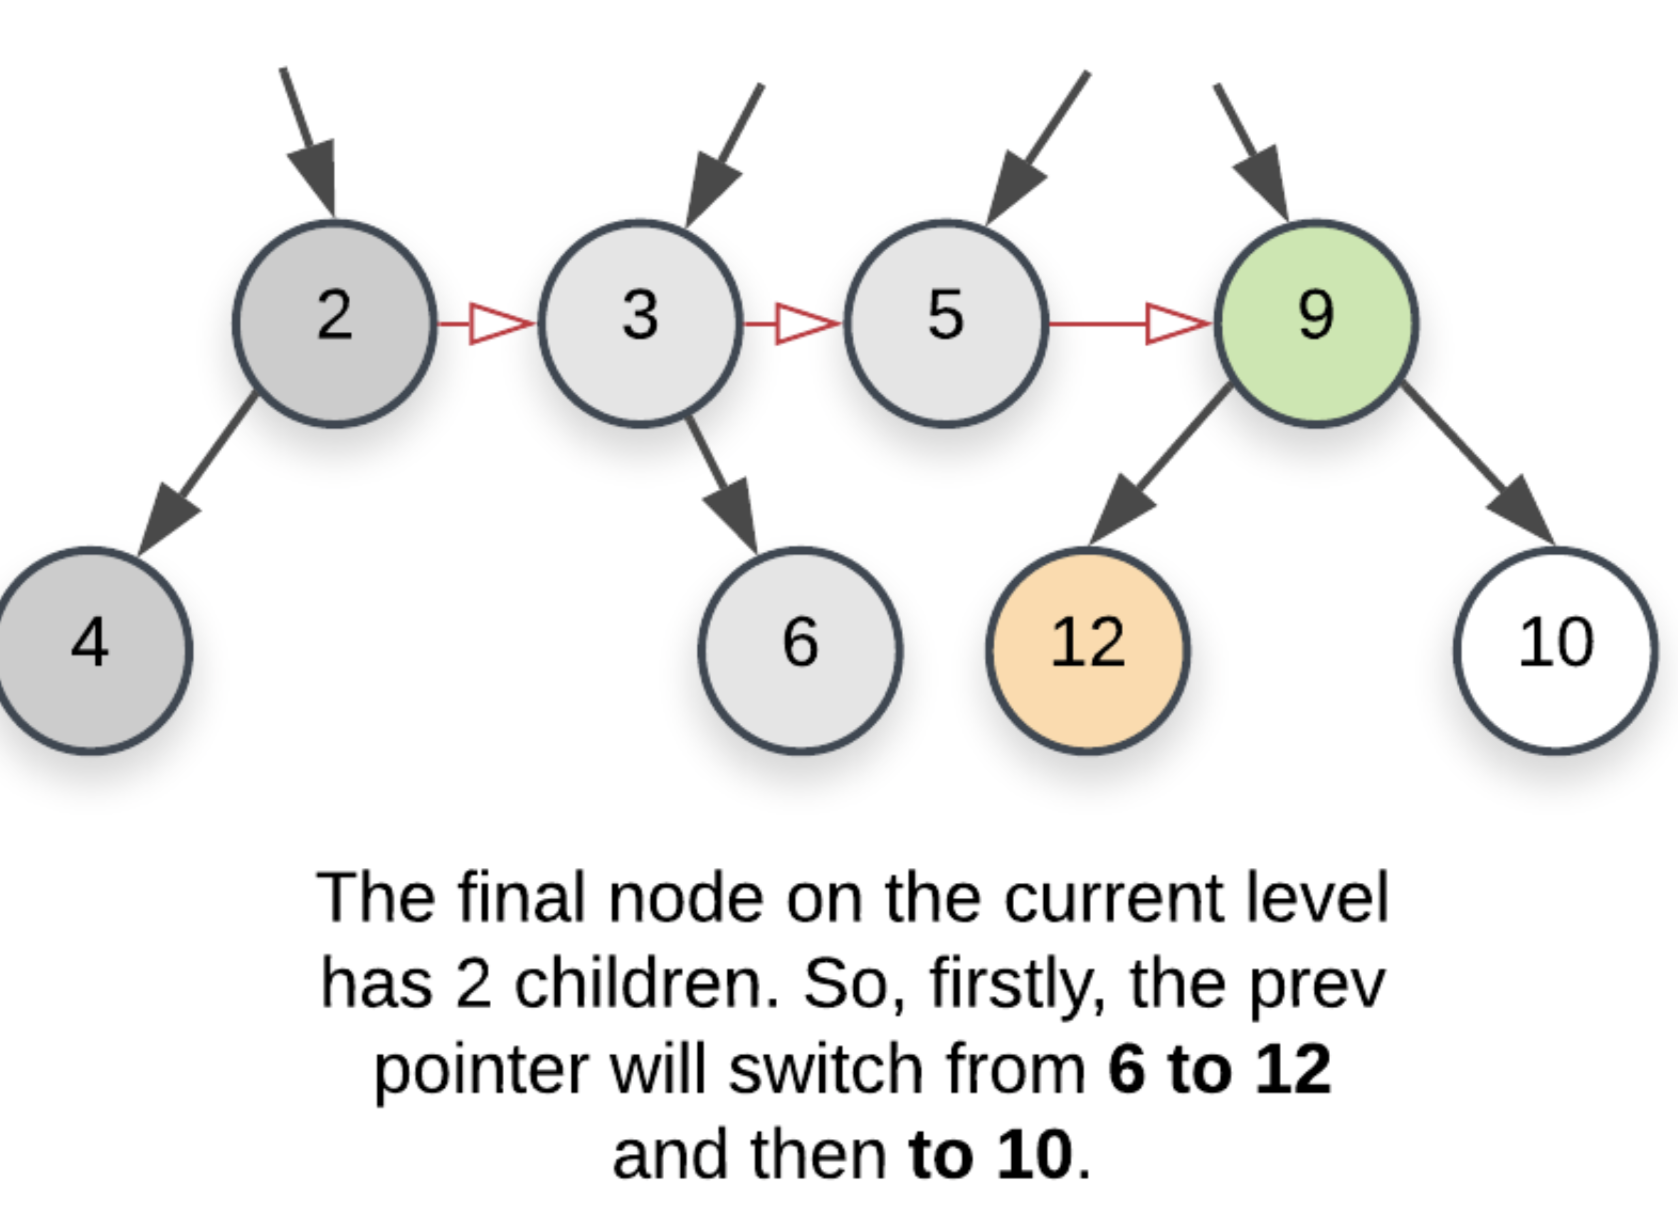 2
3
5
9
4
6
12
10
The final node on the current level
has 2 children. So, firstly, the prev
pointer will switch from 6 to 12
and then to 10.